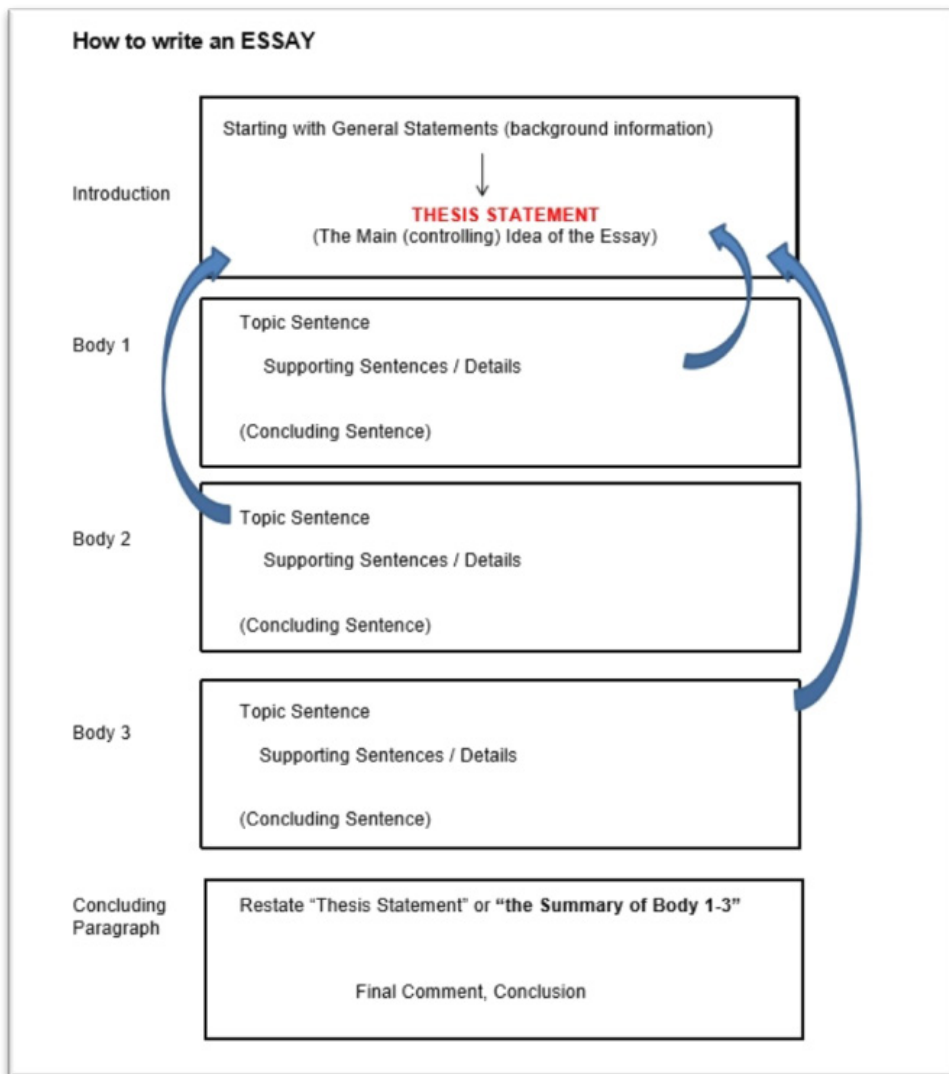 How to write an ESSAY
Starting with General Statements (background information)
Introduction
THESIS STATEMENT
(The Main (controlling) Idea of the Essay)
Body 1
Topic Sentence
Supporting Sentences / Details
(Concluding Sentence)
Body 2
Topic Sentence
Supporting Sentences / Details
(Concluding Sentence)
Body 3
Topic Sentence
Supporting Sentences / Details
(Concluding Sentence)
Concluding
Paragraph
Restate “Thesis Statement” or “the Summary of Body 1-3”
Final Comment, Conclusion